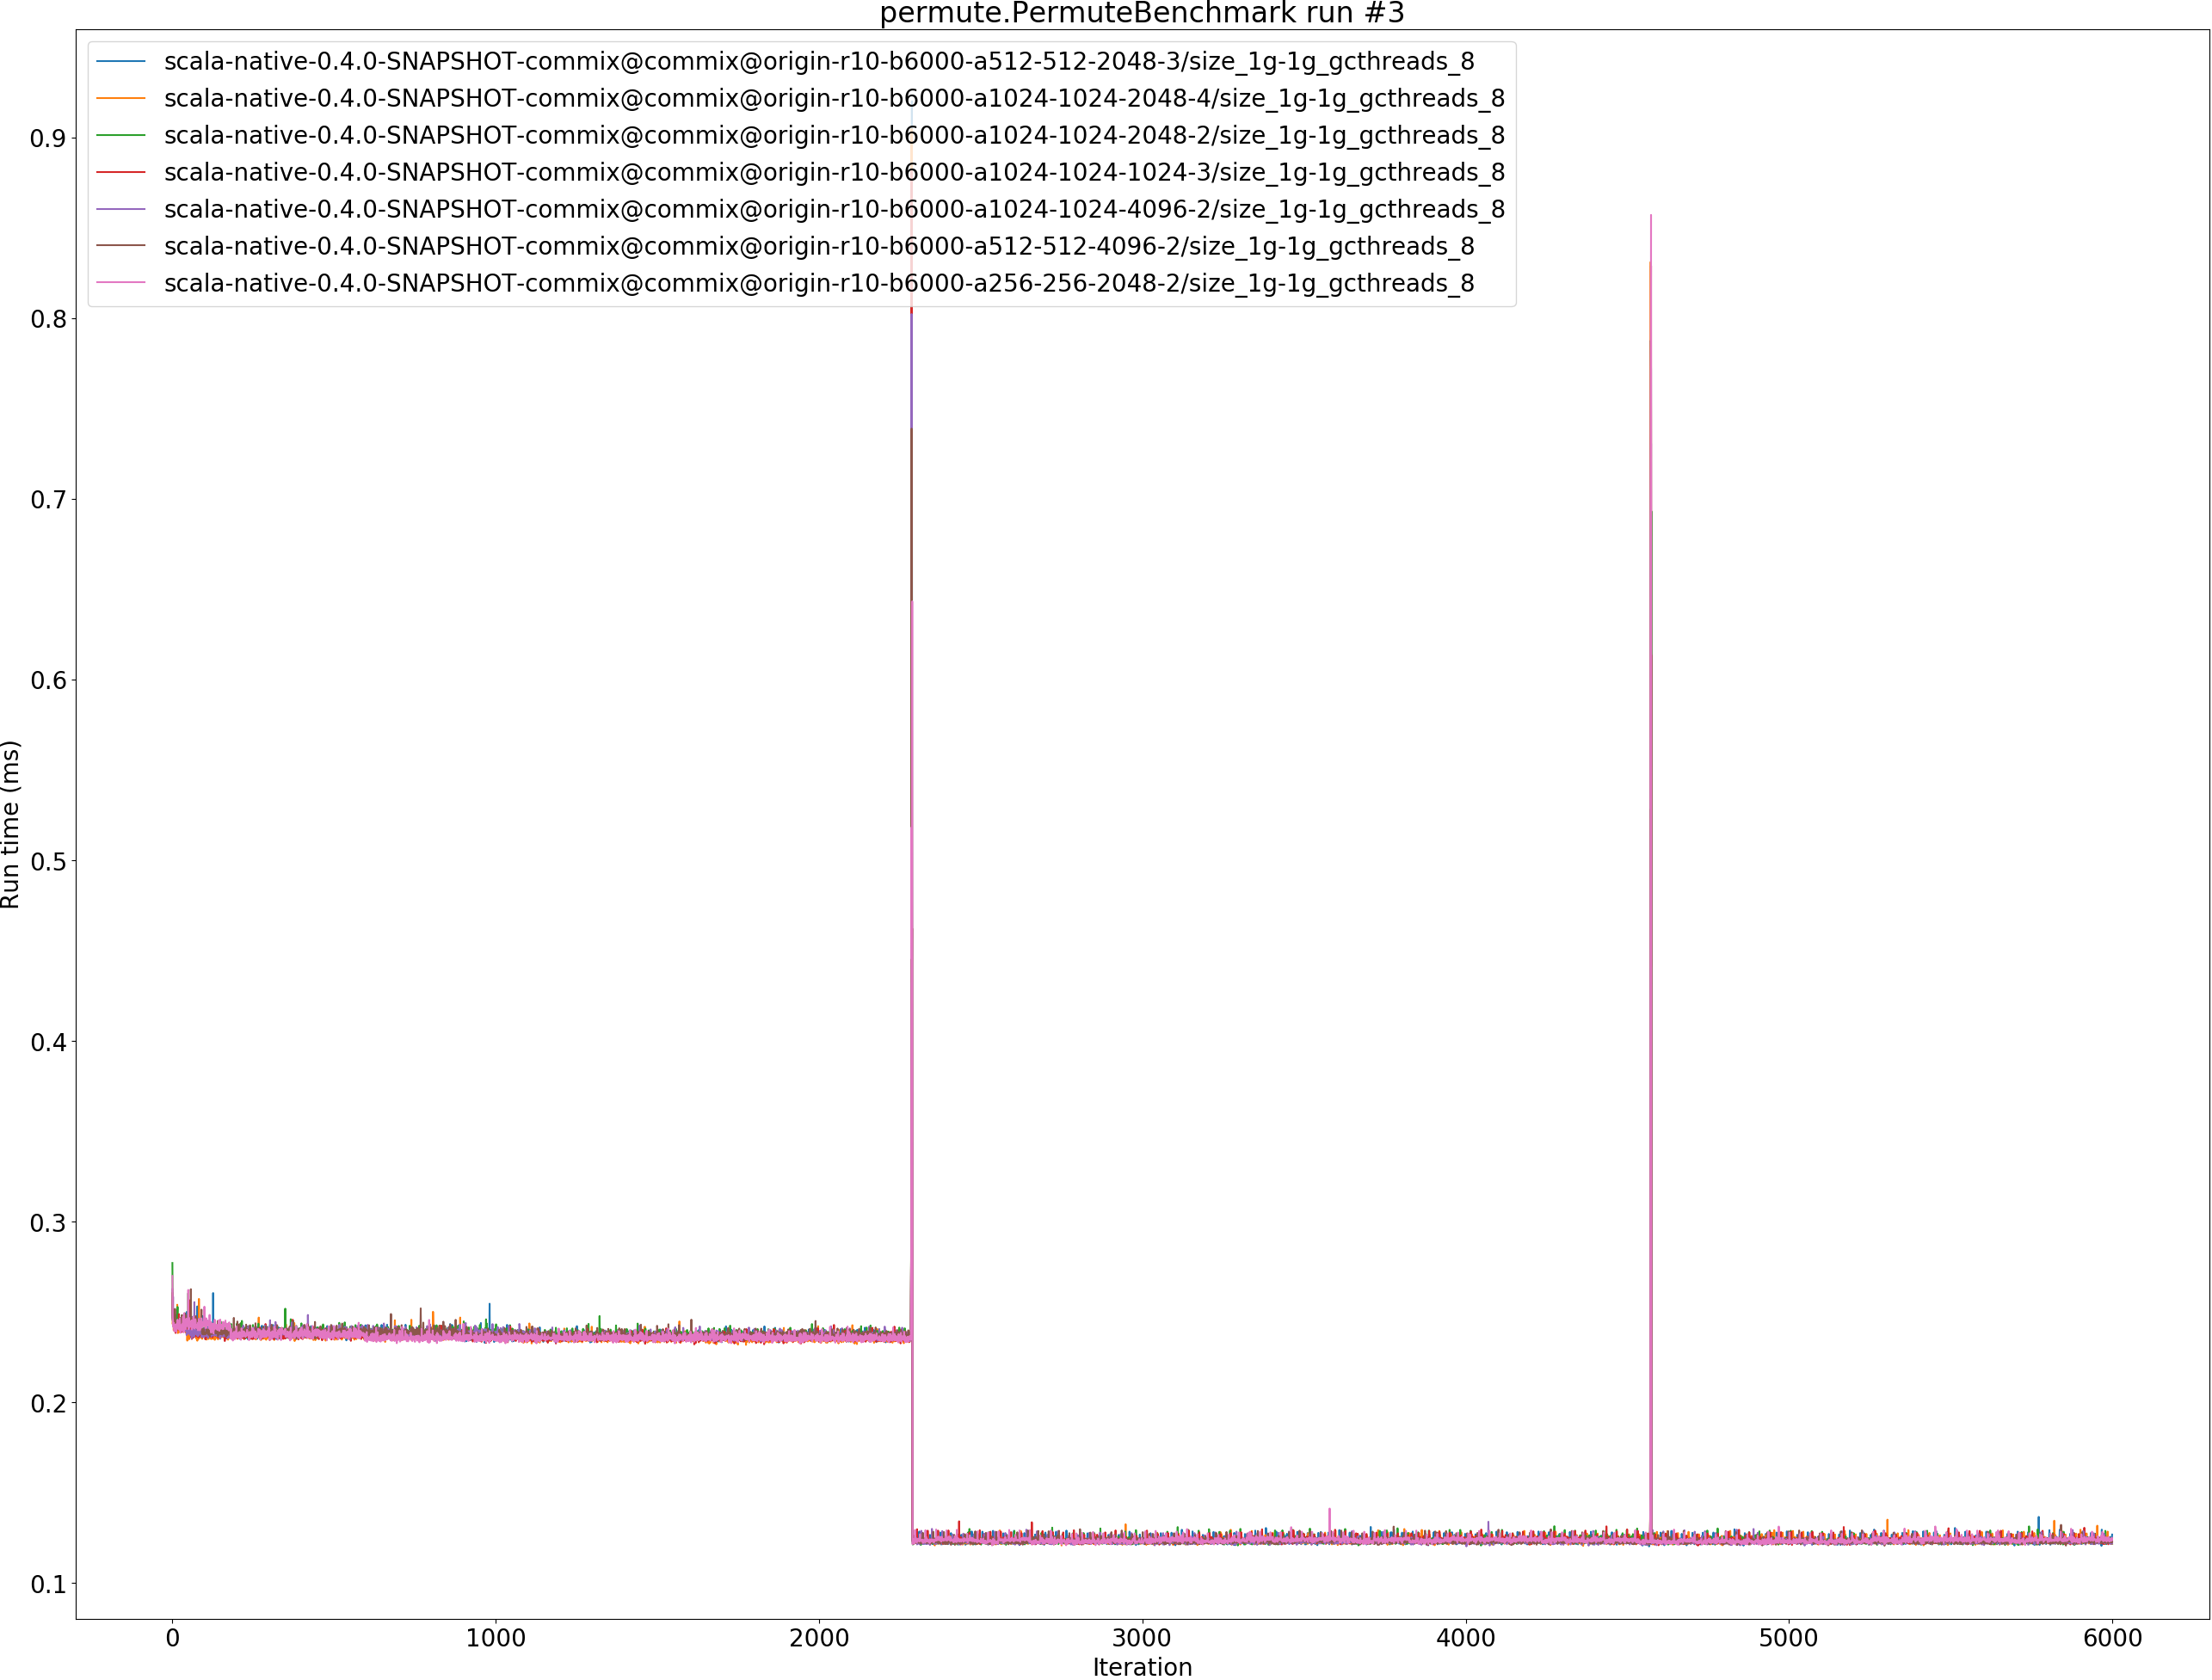 permute.PermuteBenchmark run #3
scala-native-0.4.0-SNAPSHOT-commix@commix@origin-r10-b6000-a512-512-2048-3/size_1g-1g_gcthreads_8
scala-native-0.4.0-SNAPSHOT-commix@commix@origin-r10-b6000-a1024-1024-2048-4/size_1g-1g_gcthreads_8
scala-native-0.4.0-SNAPSHOT-commix@commix@origin-r10-b6000-a1024-1024-2048-2/size_1g-1g_gcthreads_8
scala-native-0.4.0-SNAPSHOT-commix@commix@origin-r10-b6000-a1024-1024-1024-3/size_1g-1g_gcthreads_8
scala-native-0.4.0-SNAPSHOT-commix@commix@origin-r10-b6000-a1024-1024-4096-2/size_1g-1g_gcthreads_8
scala-native-0.4.0-SNAPSHOT-commix@commix@origin-r10-b6000-a512-512-4096-2/size_1g-1g_gcthreads_8
scala-native-0.4.0-SNAPSHOT-commix@commix@origin-r10-b6000-a256-256-2048-2/size_1g-1g_gcthreads_8
0.9
0.8
0.7
0.6
0.5
0.4
0.3
0.2
0.1
Run time (ms)
0 1000 2000 3000 4000 5000 6000
Iteration